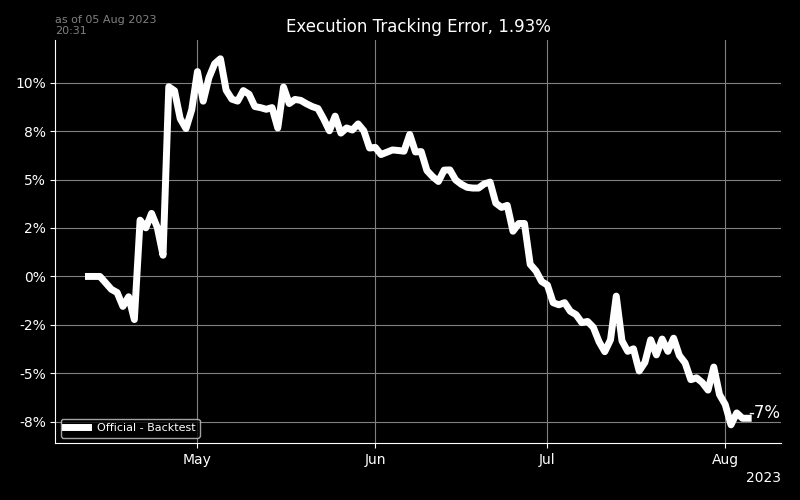 as of 05 Aug 2023
20:31
Execution Tracking Error, 1.93%
10%
8%
5%
2%
0%
-2%
-5%
-8%
-7%
Official - Backtest
May
Jun
Jul
Aug
2023